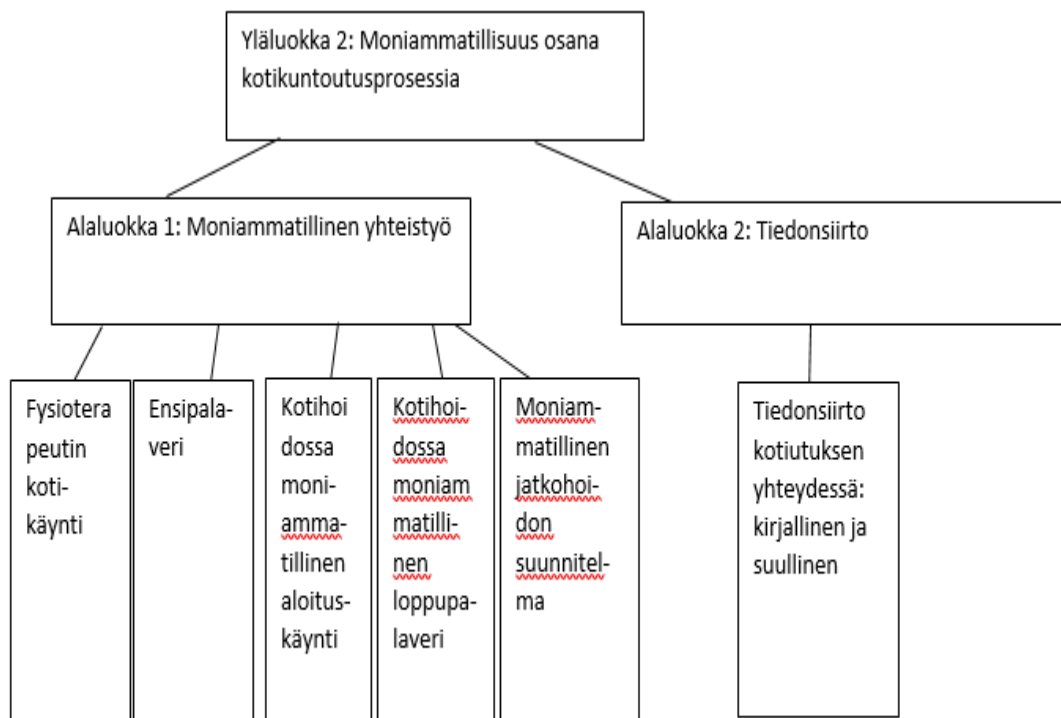 Yläluokka 2: Moniammatillisuus osana
kotikuntoutusprosessia
Alaluokka 1: Moniammatillinen yhteistyö
Alaluokka 2: Tiedonsiirto
Fysiotera
peutin
koti-
käynti
Ensipala-
veri
Kotihoi
dossa
moni-
amma-
tillinen
aloitus-
käynti
Kotihoi-
dossa
moniam
matilli-
nen
loppupa-
laveri
Moniam-
matillinen
jatkohoi-
don
suunnitel-
ma
Tiedonsiirto
kotiutuksen
yhteydessä:
kirjallinen ja
suullinen